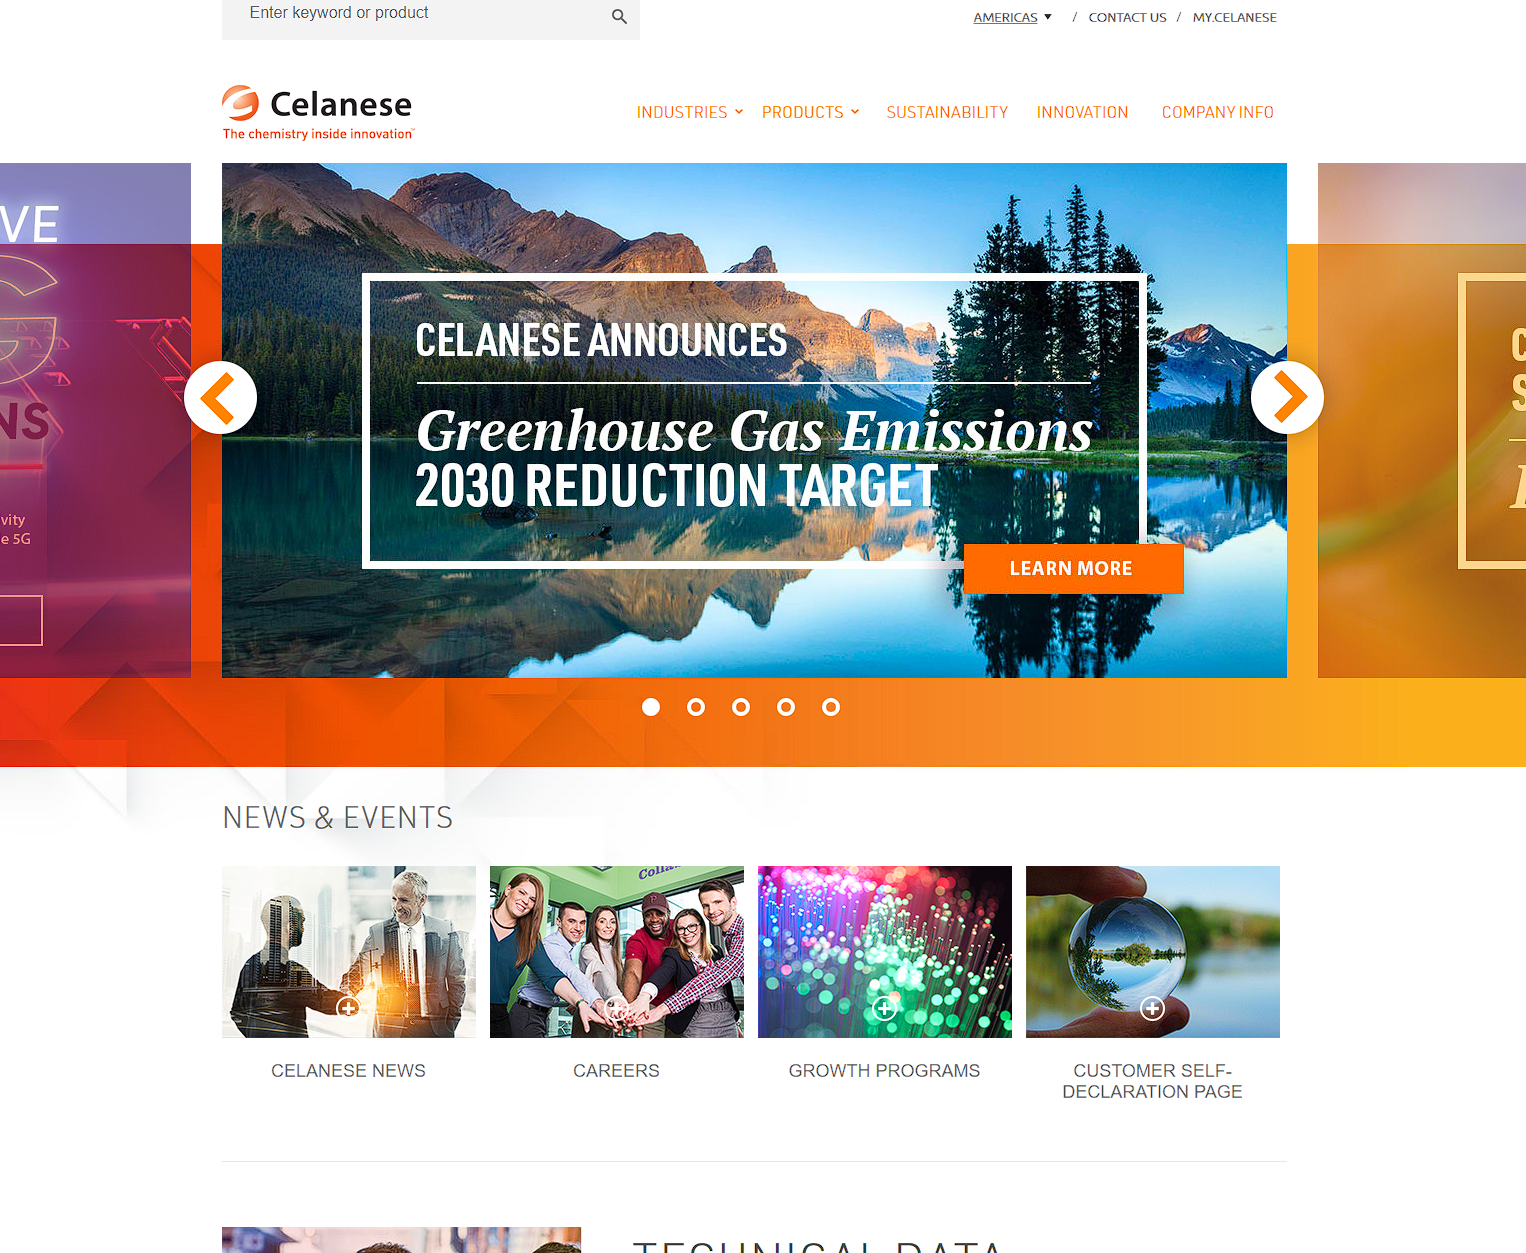 Enter keyword or product
AMERICAS / CONTACT US / MY.CELANESE
Celanese
The chemistry inside innovation™
INDUSTRIES PRODUCTS SUSTAINABILITY INNOVATION COMPANY INFO
VE
G
NS
vity
e 5G
CELANESE ANNOUNCES
Greenhouse Gas Emissions
2030 REDUCTION TARGET
LEARN MORE
C
S
NEWS & EVENTS
CELANESE NEWS
CAREERS
GROWTH PROGRAMS
CUSTOMER SELF-
DECLARATION PAGE
TECHNICAL DATA